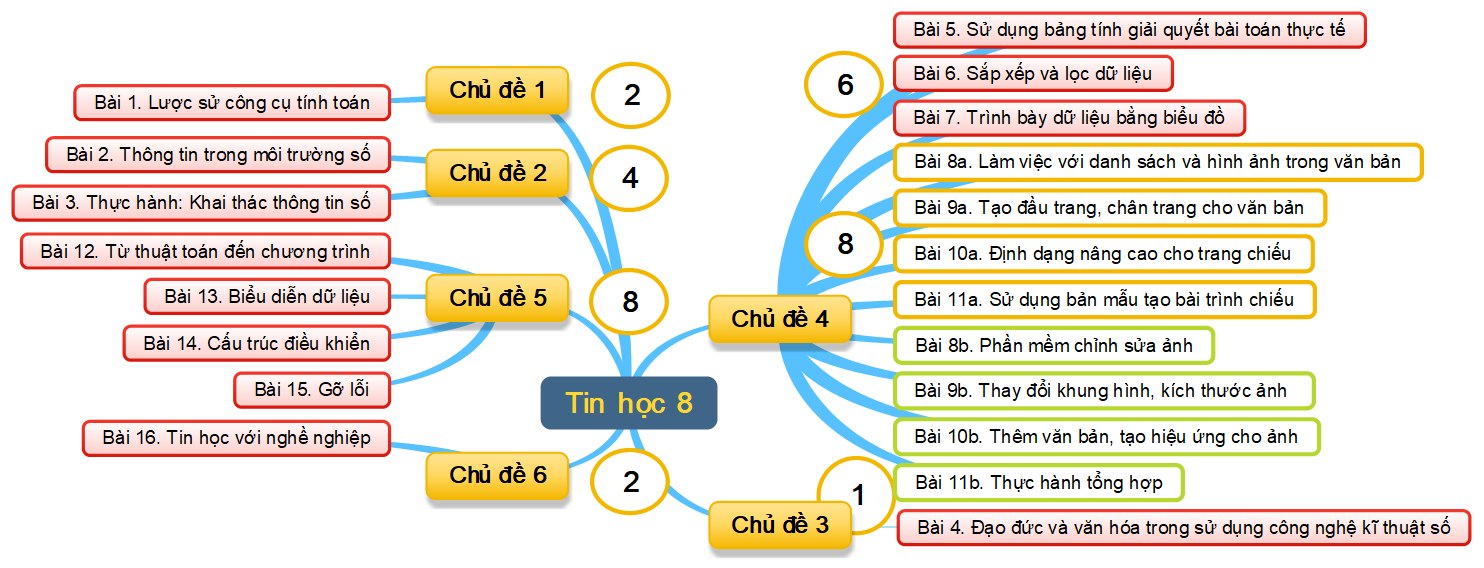 Tin học 8
Chủ đề 1
2
Bài 1. Lược sử công cụ tính toán
Chủ đề 2
4
Bài 2. Thông tin trong môi trường số
Bài 3. Thực hành: Khai thác thông tin số
Chủ đề 5
8
Bài 12. Từ thuật toán đến chương trình
Bài 13. Biểu diễn dữ liệu
Bài 14. Cấu trúc điều khiển
Bài 15. Gỡ lỗi
Chủ đề 6
2
Bài 16. Tin học với nghề nghiệp
Chủ đề 4
6
Bài 5. Sử dụng bảng tính giải quyết bài toán thực tế
Bài 6. Sắp xếp và lọc dữ liệu
Bài 7. Trình bày dữ liệu bằng biểu đồ
8
Bài 8a. Làm việc với danh sách và hình ảnh trong văn bản
Bài 9a. Tạo đầu trang, chân trang cho văn bản
Bài 10a. Định dạng nâng cao cho trang chiếu
Bài 11a. Sử dụng bản mẫu tạo bài trình chiếu
Bài 8b. Phần mềm chỉnh sửa ảnh
Bài 9b. Thay đổi khung hình, kích thước ảnh
Bài 10b. Thêm văn bản, tạo hiệu ứng cho ảnh
Bài 11b. Thực hành tổng hợp
Chủ đề 3
1
Bài 4. Đạo đức và văn hóa trong sử dụng công nghệ kĩ thuật số